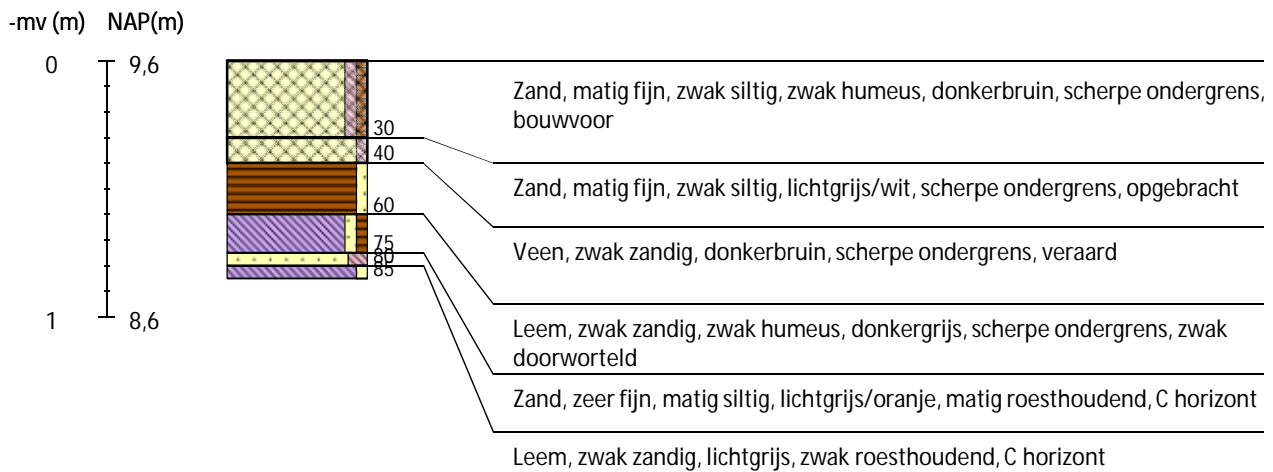 -mv (m) NAP(m)
0 9,6
Zand, matig fijn, zwak siltig, zwak humeus, donkerbruin, scherpe ondergrens,
bouwvoor
30
40
Zand, matig fijn, zwak siltig, lichtgrijs/wit, scherpe ondergrens, opgebracht
60
Veen, zwak zandig, donkerbruin, scherpe ondergrens, veraard
75
80
85
1 8,6
Leem, zwak zandig, zwak humeus, donkergrijs, scherpe ondergrens, zwak
doorworteld
Zand, zeer fijn, matig siltig, lichtgrijs/oranje, matig roesthoudend, C horizont
Leem, zwak zandig, lichtgrijs, zwak roesthoudend, C horizont